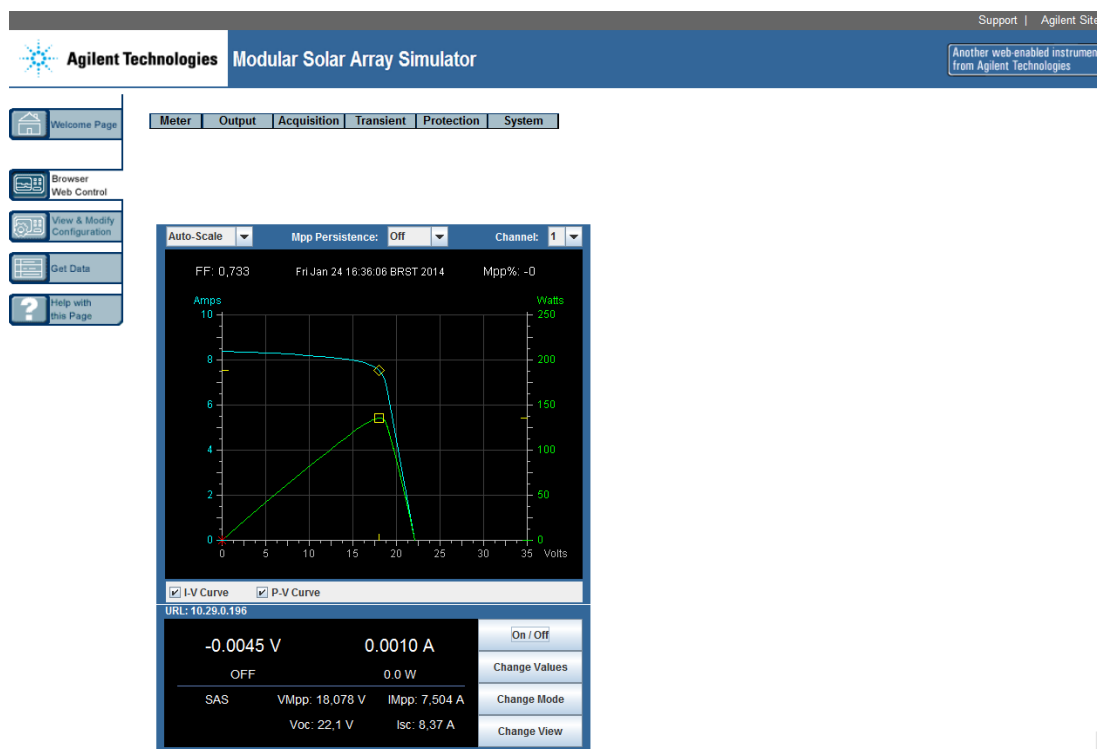 Support | Agilent Site
Agilent Technologies Modular Solar Array Simulator
Another web-enabled instrumen
from Agilent Technologies
Welcome Page
Meter Output Acquisition Transient Protection System
Browser
Web Control
View & Modify
Configuration
Get Data
Help with
this Page
Auto-Scale Mpp Persistence: Off Channel: 1
FF: 0,733 Fri Jan 24 16:36:06 BRST 2014 Mpp%: -0
Amps Watts
10 250
8 200
6 150
4 100
2 50
0 0
0 5 10 15 20 25 30 35 Volts
I-V Curve P-V Curve
URL: 10.29.0.196
-0.0045 V 0.0010 A
OFF 0.0 W
SAS VMpp: 18,078 V IMpp: 7,504 A
Voc: 22,1 V Isc: 8,37 A
On / Off
Change Values
Change Mode
Change View